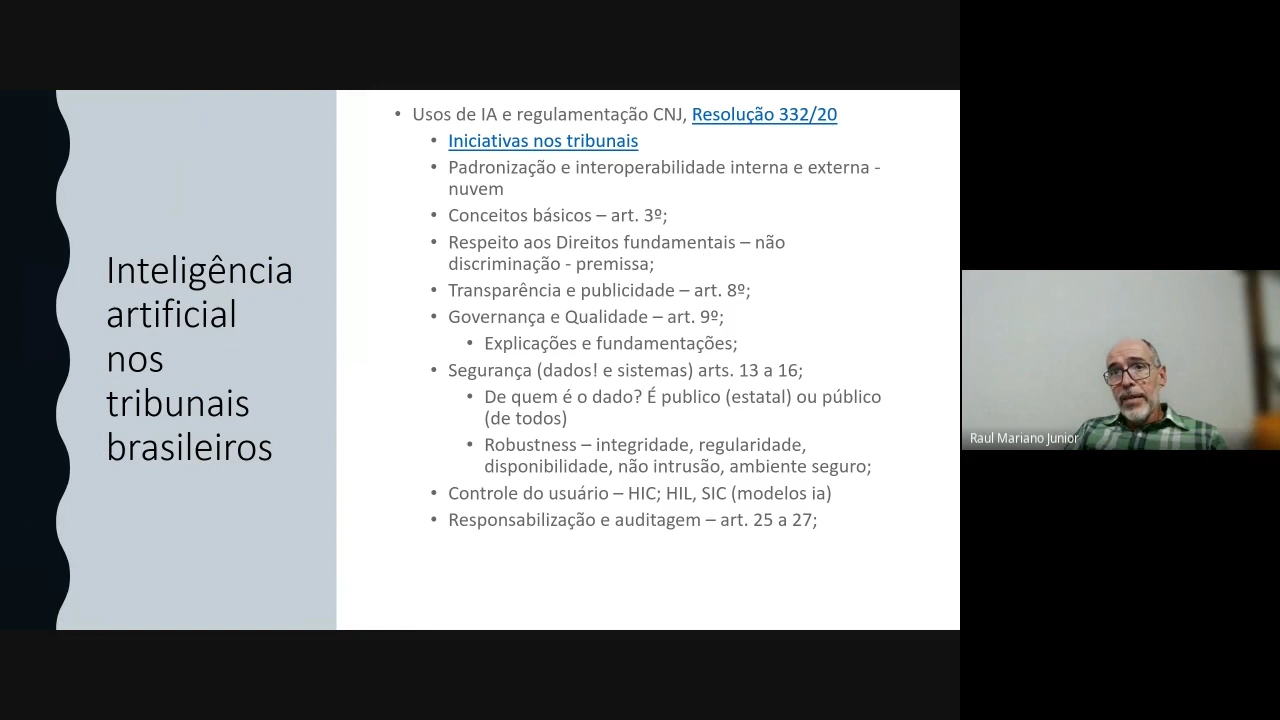 Inteligência
artificial
nos
tribunais
brasileiros
• Usos de IA e regulamentação CNJ, Resolução 332/20
• Iniciativas nos tribunais
• Padronização e interoperabilidade interna e externa -
nuvem
• Conceitos básicos – art. 3º;
• Respeito aos Direitos fundamentais – não
discriminação - premissa;
• Transparência e publicidade – art. 8º;
• Governança e Qualidade – art. 9º;
• Explicações e fundamentações;
• Segurança (dados! e sistemas) arts. 13 a 16;
• De quem é o dado? É publico (estatal) ou público
(de todos)
• Robustness – integridade, regularidade,
disponibilidade, não intrusão, ambiente seguro;
• Controle do usuário – HIC; HIL, SIC (modelos ia)
• Responsabilização e auditagem – art. 25 a 27;
Raul Mariano Junior